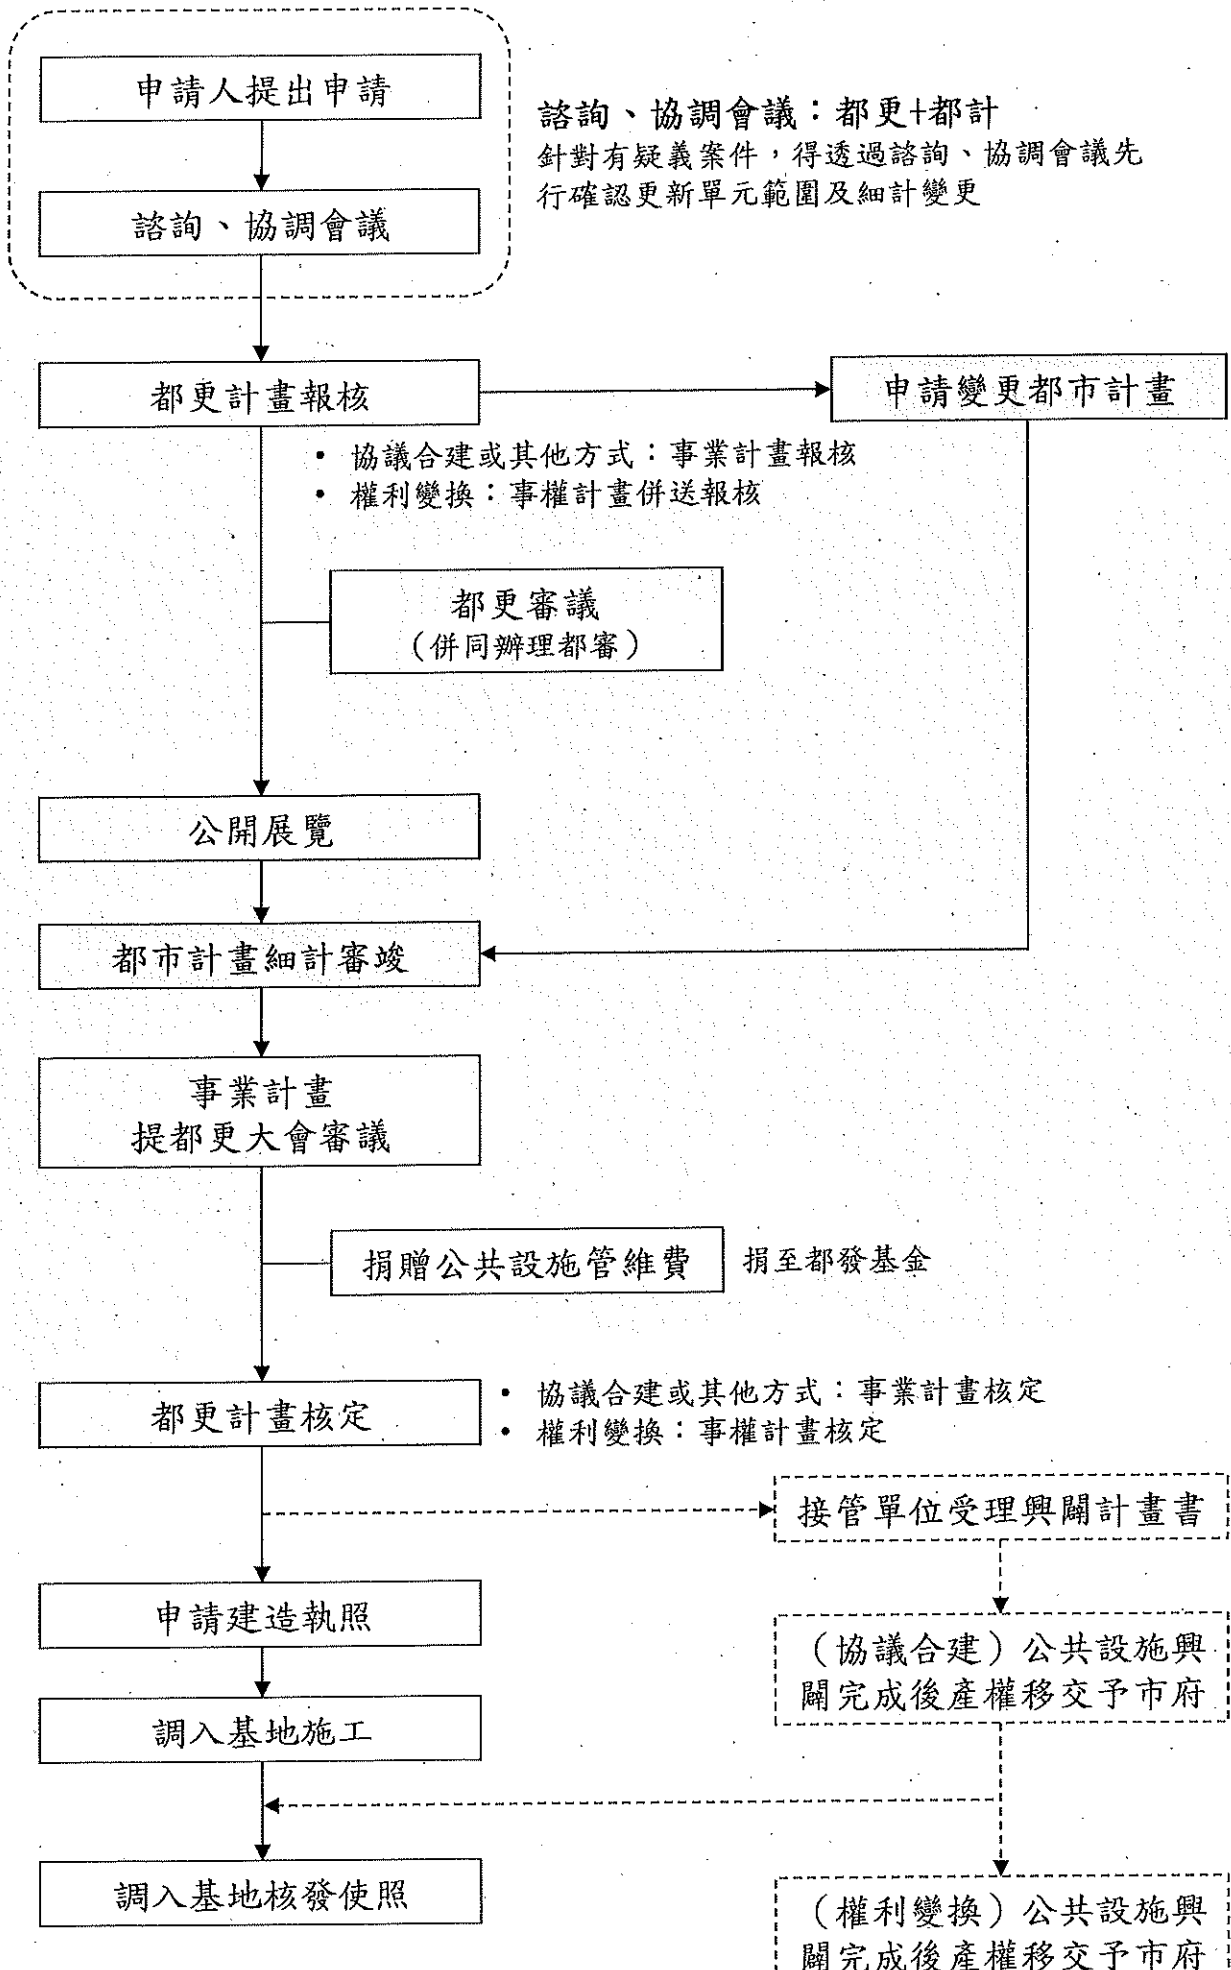 申請人提出申請
諮詢、協調會議：都更+都計
針對有疑義案件，得透過諮詢、協調會議先
行確認更新單元範圍及細計變更
諮詢、協調會議
都更計畫報核
申請變更都市計畫
• 協議合建或其他方式：事業計畫報核
• 權利變換：事權計畫併送報核
都更審議
（併同辦理都審）
公開展覽
都市計畫細計審竣
事業計畫
提都更大會審議
捐贈公共設施管維費
捐至都發基金
都更計畫核定
• 協議合建或其他方式：事業計畫核定
• 權利變換：事權計畫核定
接管單位受理興闢計畫書
申請建造執照
（協議合建）公共設施興
闢完成後產權移交予市府
調入基地施工
調入基地核發使照
（權利變換）公共設施興
闢完成後產權移交予市府